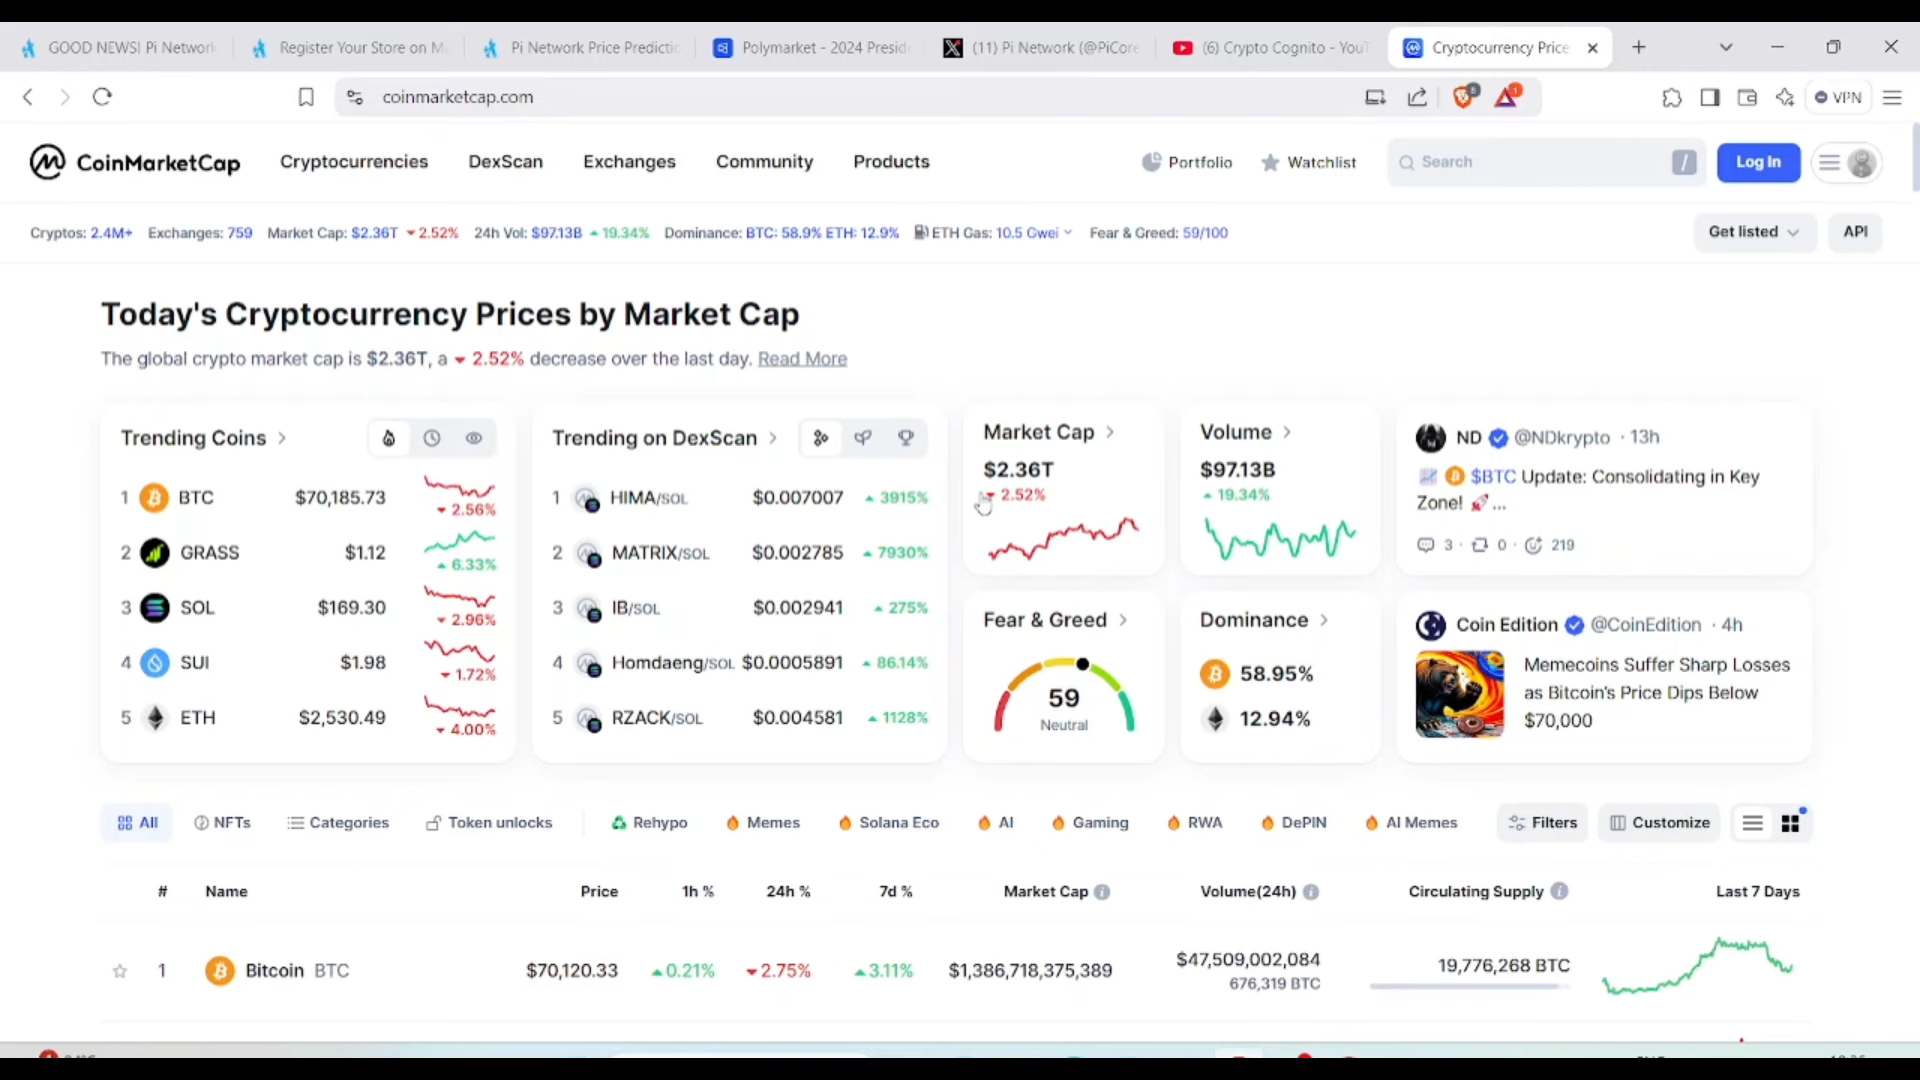 GOOD NEWS! Pi Network
Register Your Store on M
Pi Network Price Predictio
Polymarket - 2024 Presid
(11) Pi Network (@PiCore
(6) Crypto Cognito - YouT
Cryptocurrency Price
coinmarketcap.com
8
1
VPN
CoinMarketCap
Cryptocurrencies
DexScan
Exchanges
Community
Products
Portfolio
Watchlist
Search
/
Log In
Cryptos: 2.4M+ Exchanges: 759 Market Cap: $2.36T 2.52% 24h Vol: $97.13B 19.34% Dominance: BTC: 58.9% ETH: 12.9% ETH Gas: 10.5 Gwei Fear & Greed: 59/100
Get listed
API
Today's Cryptocurrency Prices by Market Cap
The global crypto market cap is $2.36T, a 2.52% decrease over the last day. Read More
Trending Coins
1 BTC $70,185.73 2.56%
2 GRASS $1.12 6.33%
3 SOL $169.30 2.96%
4 SUI $1.98 1.72%
5 ETH $2,530.49 4.00%
Trending on DexScan
1 HIMA/SOL $0.007007 3915%
2 MATRIX/SOL $0.002785 7930%
3 IB/SOL $0.002941 275%
4 Homdaeng/SOL $0.0005891 86.14%
5 RZACK/SOL $0.004581 1128%
Market Cap
$2.36T
2.52%
Volume
$97.13B
19.34%
Fear & Greed
59
Neutral
Dominance
58.95%
12.94%
ND @NDkrypto · 13h
$BTC Update: Consolidating in Key
Zone! 🚀 ...
3 · 0 · 219
Coin Edition @CoinEdition · 4h
Memecoins Suffer Sharp Losses
as Bitcoin's Price Dips Below
$70,000
All
NFTs
Categories
Token unlocks
Rehypo
Memes
Solana Eco
AI
Gaming
RWA
DePIN
AI Memes
Filters
Customize
# Name Price 1h % 24h % 7d % Market Cap Volume(24h) Circulating Supply Last 7 Days
1 Bitcoin BTC $70,120.33 0.21% 2.75% 3.11% $1,386,718,375,389 $47,509,002,084 19,776,268 BTC
676,319 BTC